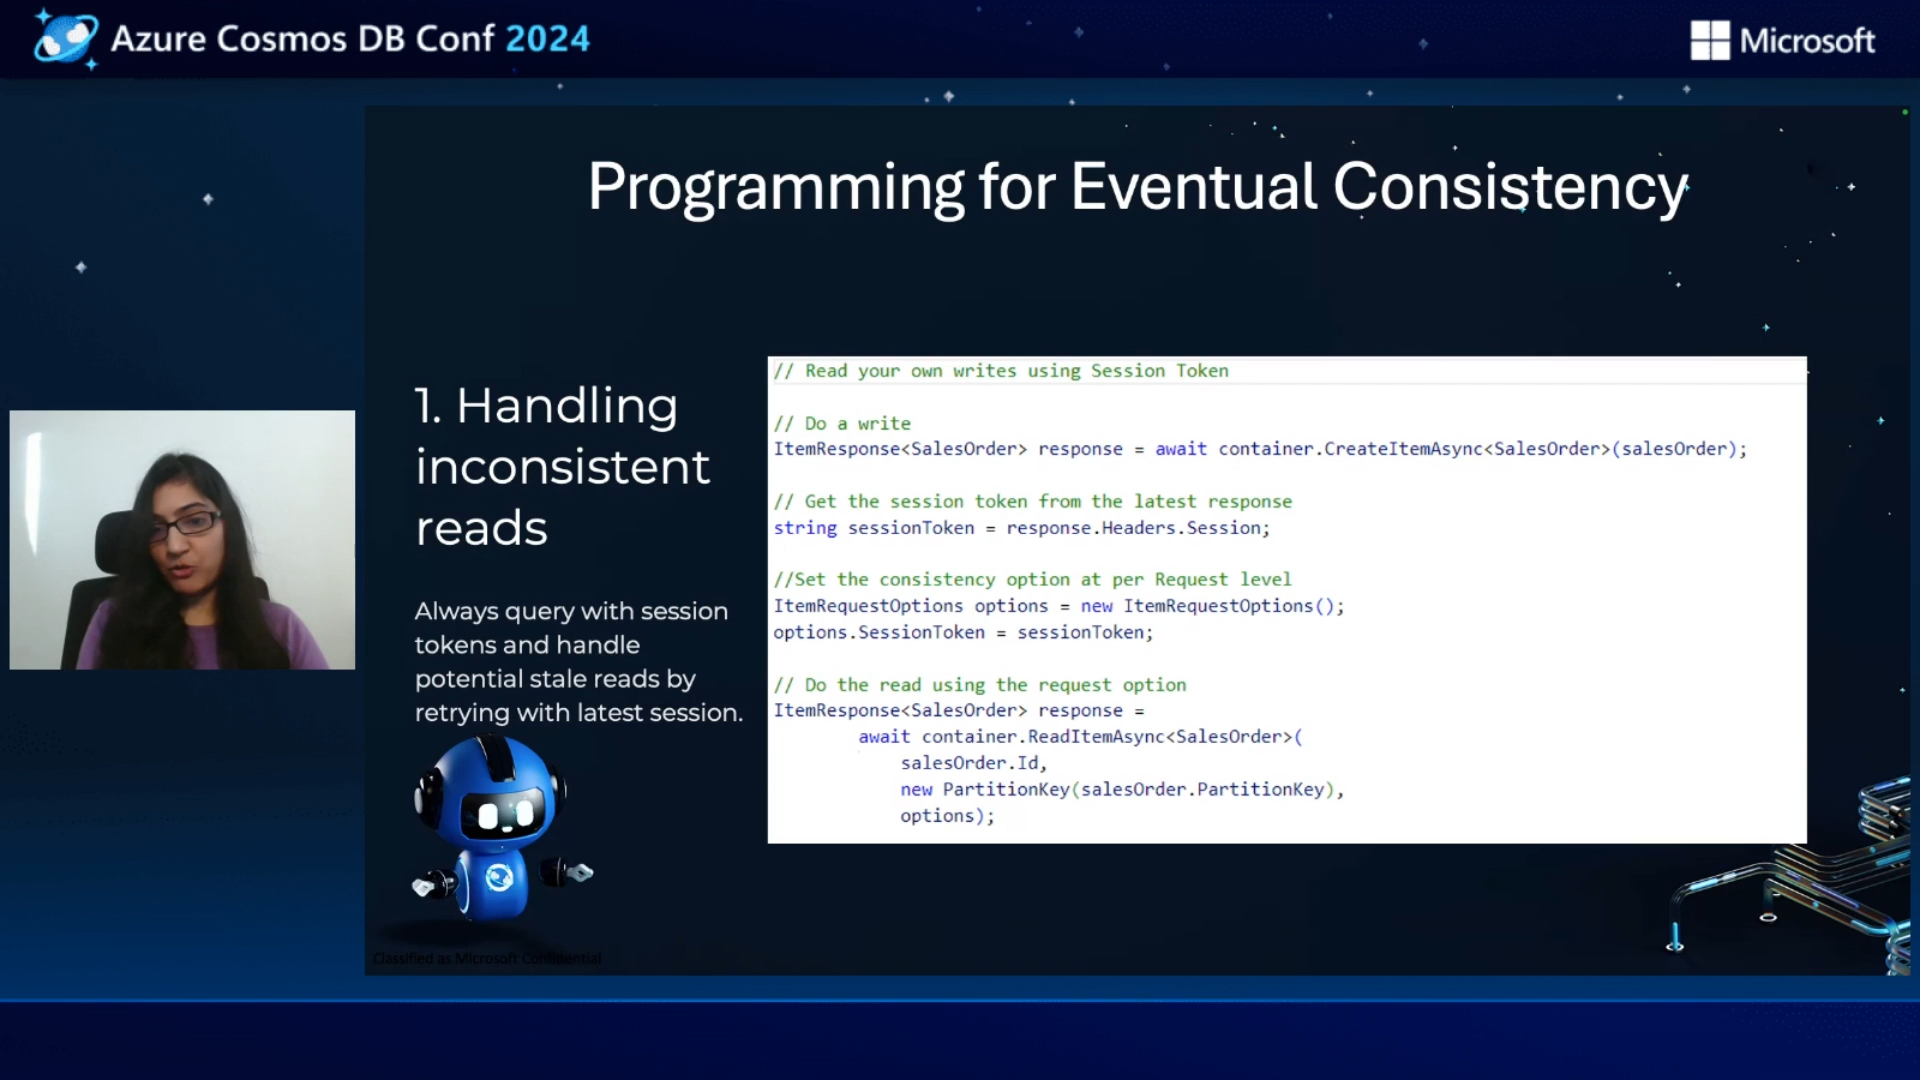 Azure Cosmos DB Conf 2024
Microsoft
Programming for Eventual Consistency
1. Handling
inconsistent
reads
Always query with session
tokens and handle
potential stale reads by
retrying with latest session.
// Read your own writes using Session Token
// Do a write
ItemResponse<SalesOrder> response = await container.CreateItemAsync<SalesOrder>(salesOrder);
// Get the session token from the latest response
string sessionToken = response.Headers.Session;
//Set the consistency option at per Request level
ItemRequestOptions options = new ItemRequestOptions();
options.SessionToken = sessionToken;
// Do the read using the request option
ItemResponse<SalesOrder> response =
await container.ReadItemAsync<SalesOrder>(
salesOrder.Id,
new PartitionKey(salesOrder.PartitionKey),
options);
Classified as Microsoft Confidential